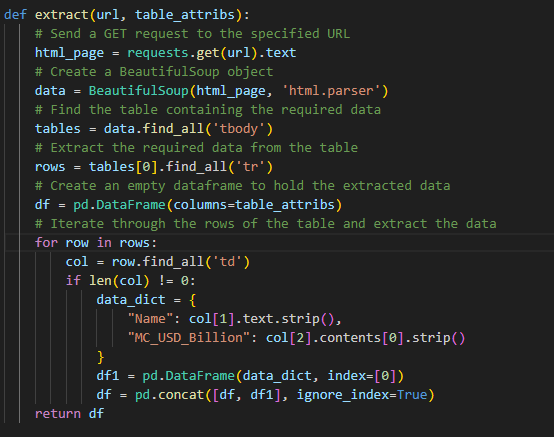 def extract(url, table_attribs):
    # Send a GET request to the specified URL
    html_page = requests.get(url).text
    # Create a BeautifulSoup object
    data = BeautifulSoup(html_page, 'html.parser')
    # Find the table containing the required data
    tables = data.find_all('tbody')
    # Extract the required data from the table
    rows = tables[0].find_all('tr')
    # Create an empty dataframe to hold the extracted data
    df = pd.DataFrame(columns=table_attribs)
    # Iterate through the rows of the table and extract the data
    for row in rows:
        col = row.find_all('td')
        if len(col) != 0:
            data_dict = {
                "Name": col[1].text.strip(),
                "MC_USD_Billion": col[2].contents[0].strip()
            }
            df1 = pd.DataFrame(data_dict, index=[0])
            df = pd.concat([df, df1], ignore_index=True)
    return df